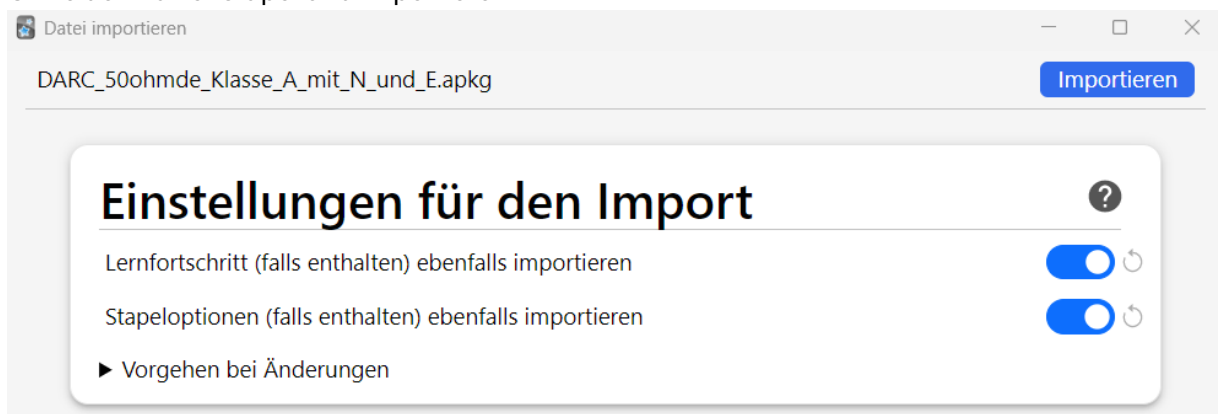 Datei importieren
DARC_50ohmde_Klasse_A_mit_N_und_E.apkg
Importieren
Einstellungen für den Import
Lernfortschritt (falls enthalten) ebenfalls importieren
Stapeloptionen (falls enthalten) ebenfalls importieren
Vorgehen bei Änderungen